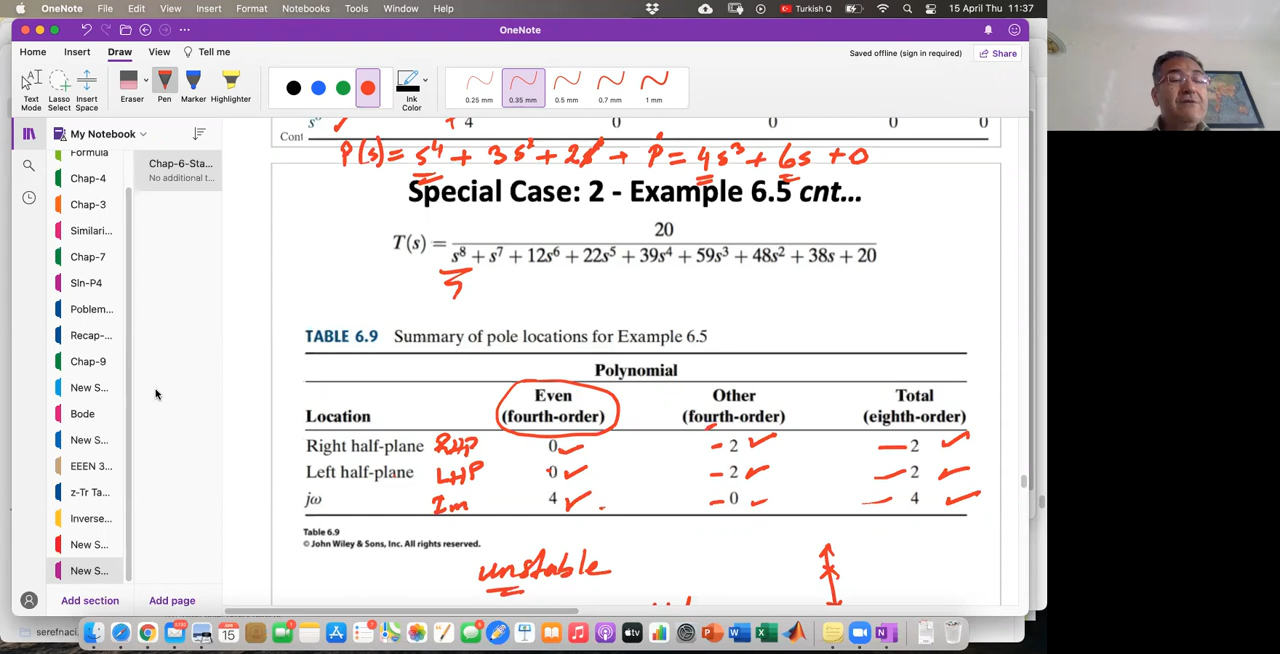 OneNote File Edit View Insert Format Notebooks Tools Window Help Turkish Q 15 April Thu 11:37
OneNote
Home Insert Draw View Tell me Saved offline (sign in required) Share
Text Mode
Lasso Select
Insert Space
Eraser
Pen
Marker
Highlighter
Ink Color
0.25 mm
0.35 mm
0.5 mm
0.7 mm
1 mm
My Notebook
Formula
Chap-4
Chap-3
Similari...
Chap-7
Sln-P4
Poblem...
Recap-...
Chap-9
New S...
Bode
New S...
EEEN 3...
z-Tr Ta...
Inverse...
New S...
New S...
Add section
Chap-6-Sta...
No additional t...
Add page
s⁰ 4 0 0 0 0
Cont
P(s) = s⁴ + 3s² + 2 → Ṗ = 4s³ + 6s + 0
Special Case: 2 - Example 6.5 cnt...
T(s) = 20 / (s⁸ + s⁷ + 12s⁶ + 22s⁵ + 39s⁴ + 59s³ + 48s² + 38s + 20)
TABLE 6.9 Summary of pole locations for Example 6.5
Polynomial
Even Other Total
Location (fourth-order) (fourth-order) (eighth-order)
Right half-plane RHP 0 2 2
Left half-plane LHP 0 2 2
jω Im 4 0 4
Table 6.9
© John Wiley & Sons, Inc. All rights reserved.
unstable
APR 15
tv
serefnaci